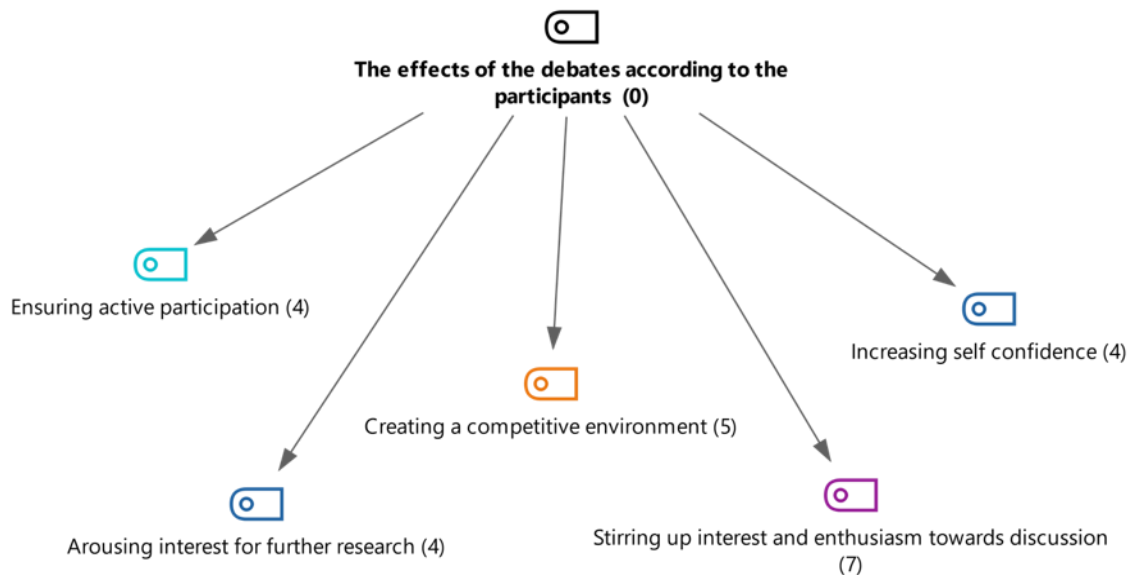 The effects of the debates according to the
participants (0)
Ensuring active participation (4)
Increasing self confidence (4)
Creating a competitive environment (5)
Arousing interest for further research (4)
Stirring up interest and enthusiasm towards discussion
(7)